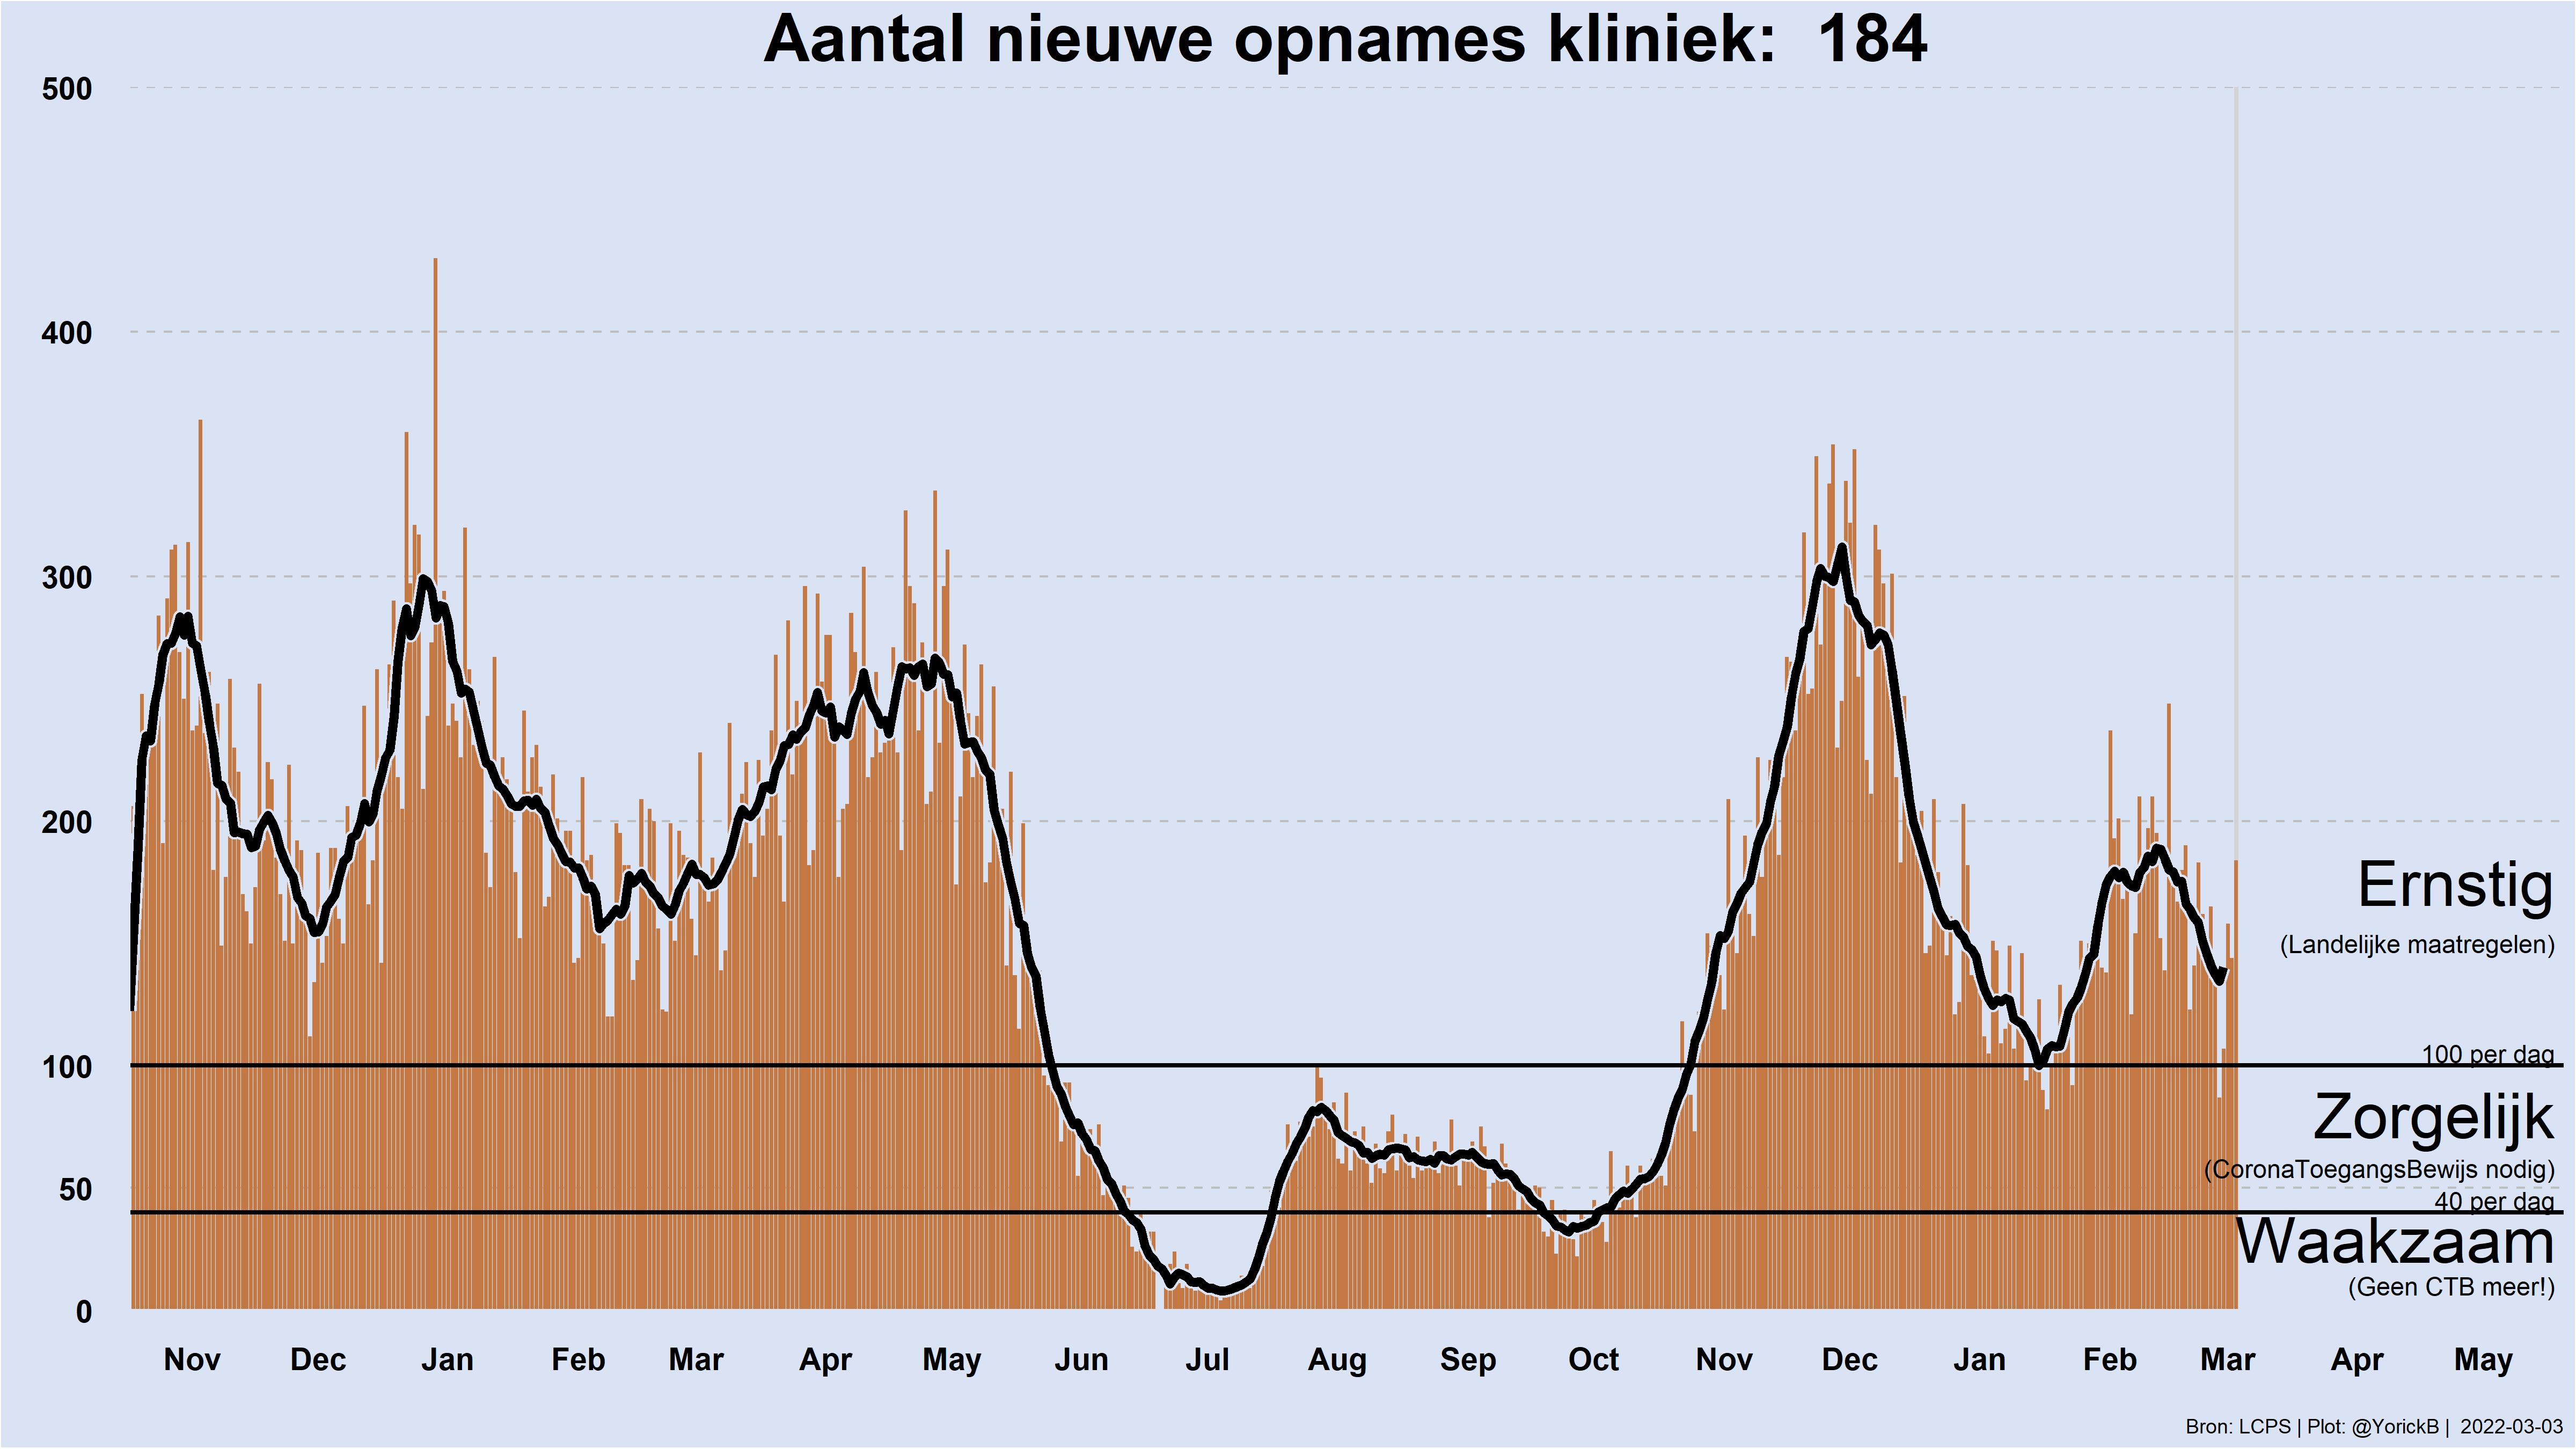 Aantal nieuwe opnames kliniek: 184
500
400
300
200
100
50
0
Ernstig
(Landelijke maatregelen)
100 per dag
Zorgelijk
(CoronaToegangsBewijs nodig)
40 per dag
Waakzaam
(Geen CTB meer!)
Nov Dec Jan Feb Mar Apr May Jun Jul Aug Sep Oct Nov Dec Jan Feb Mar Apr May
Bron: LCPS | Plot: @YorickB | 2022-03-03